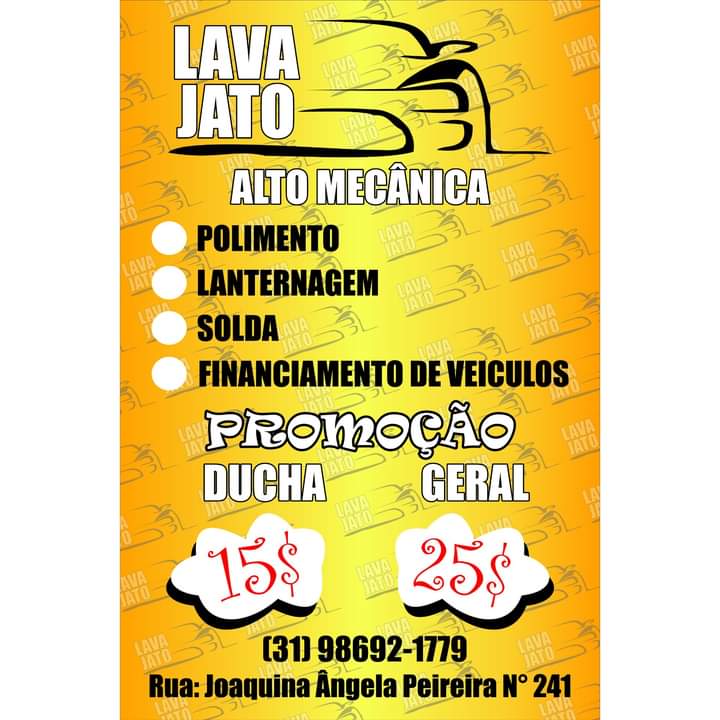 LAVA
JATO
ALTO MECÂNICA
POLIMENTO
LANTERNAGEM
SOLDA
FINANCIAMENTO DE VEICULOS
PROMOÇÃO
DUCHA GERAL
15$ 25$
(31) 98692-1779
Rua: Joaquina Ângela Peireira N° 241